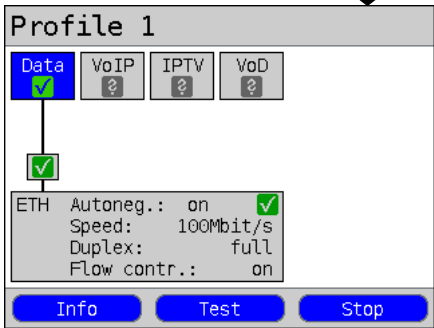 Profile 1
Data VoIP IPTV VoD
? ? ?
ETH Autoneg.: on
Speed: 100Mbit/s
Duplex: full
Flow contr.: on
Info Test Stop